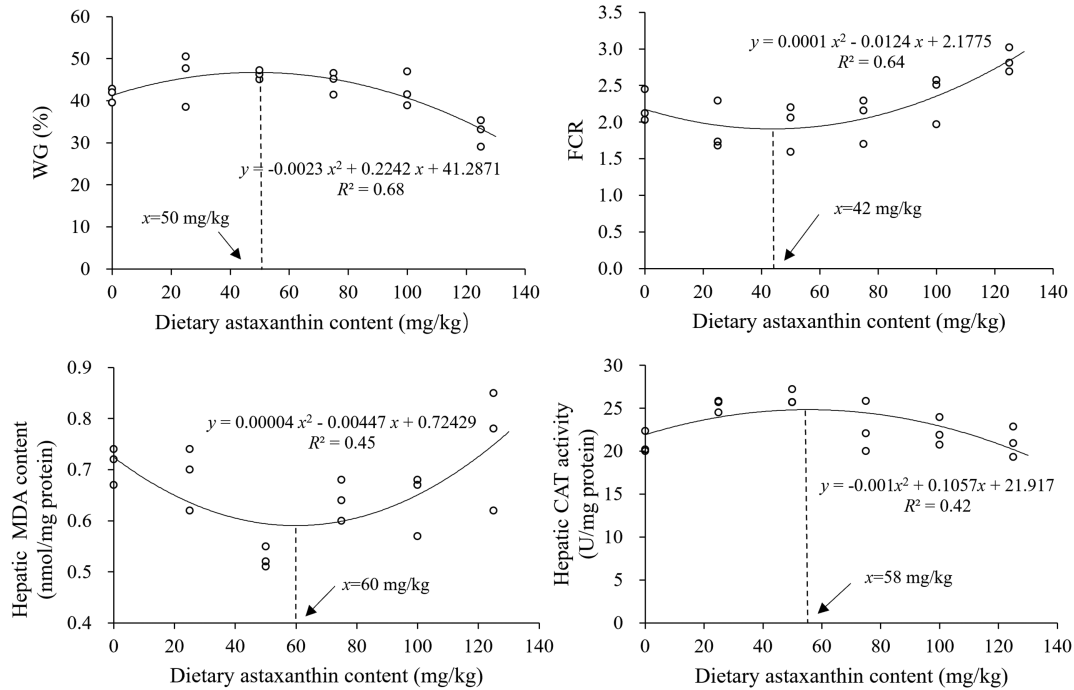 60
50
40
30
20
10
0
WG (%)
y = -0.0023 x² + 0.2242 x + 41.2871
R² = 0.68
x=50 mg/kg
0 20 40 60 80 100 120 140
Dietary astaxanthin content (mg/kg)
3.5
3.0
2.5
2.0
1.5
1.0
0.5
0.0
FCR
y = 0.0001 x² - 0.0124 x + 2.1775
R² = 0.64
x=42 mg/kg
0 20 40 60 80 100 120 140
Dietary astaxanthin content (mg/kg)
0.9
0.8
0.7
0.6
0.5
0.4
Hepatic MDA content
(nmol/mg protein)
y = 0.00004 x² - 0.00447 x + 0.72429
R² = 0.45
x=60 mg/kg
0 20 40 60 80 100 120 140
Dietary astaxanthin content (mg/kg)
30
25
20
15
10
5
0
Hepatic CAT activity
(U/mg protein)
y = -0.001x² + 0.1057x + 21.917
R² = 0.42
x=58 mg/kg
0 20 40 60 80 100 120 140
Dietary astaxanthin content (mg/kg)